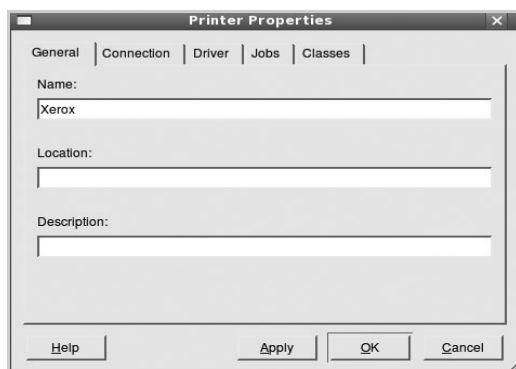 Printer Properties
General Connection Driver Jobs Classes
Name:
Xerox
Location:
Description:
Help Apply OK Cancel